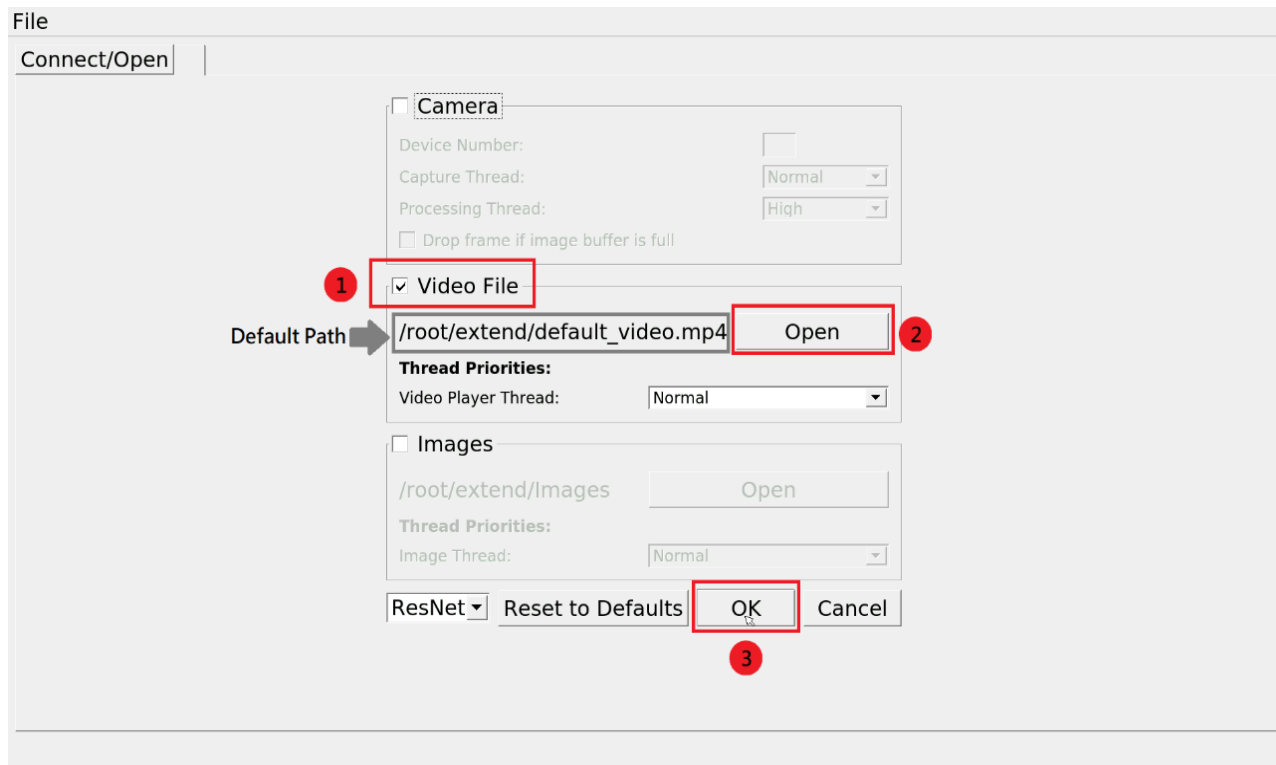 File
Connect/Open
Camera
Device Number:
Capture Thread: Normal
Processing Thread: High
Drop frame if image buffer is full
1 Video File
Default Path /root/extend/default_video.mp4 Open 2
Thread Priorities:
Video Player Thread: Normal
Images
/root/extend/Images Open
Thread Priorities:
Image Thread: Normal
ResNet Reset to Defaults OK Cancel
3